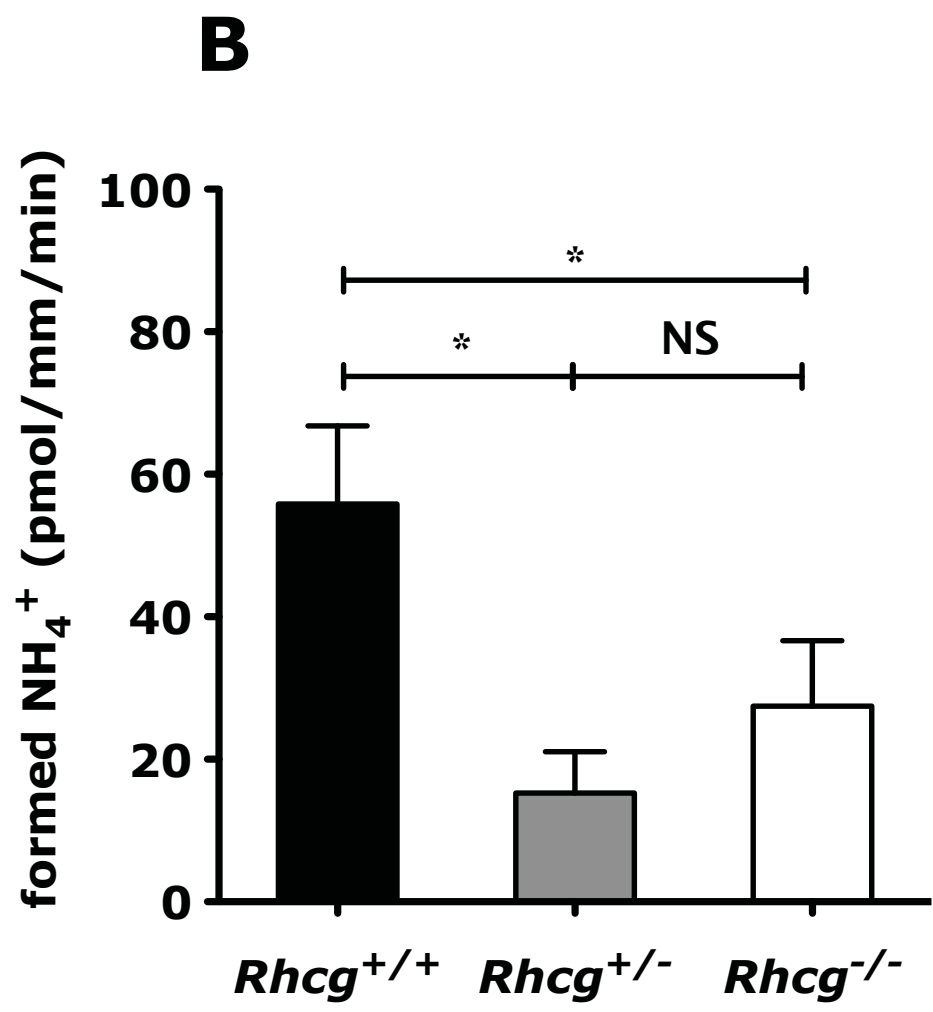 B
formed NH₄⁺ (pmol/mm/min)
100
80
60
40
20
0
*
*
NS
Rhcg⁺/⁺
Rhcg⁺/⁻
Rhcg⁻/⁻